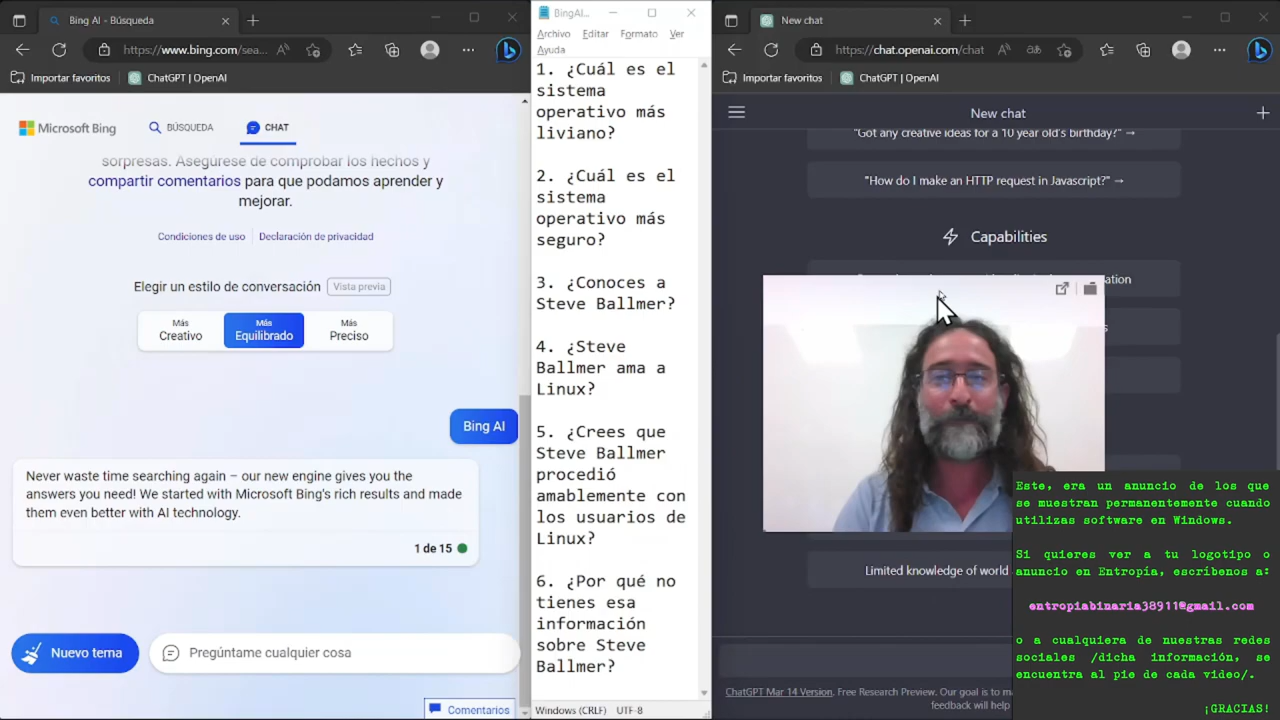 Bing AI - Búsqueda
https://www.bing.com/sea...
Importar favoritos
ChatGPT | OpenAI
Microsoft Bing
BÚSQUEDA
CHAT
sorpresas. Asegúrese de comprobar los hechos y
compartir comentarios para que podamos aprender y
mejorar.
Condiciones de uso
Declaración de privacidad
Elegir un estilo de conversación
Vista previa
Más
Creativo
Más
Equilibrado
Más
Preciso
Bing AI
Never waste time searching again – our new engine gives you the
answers you need! We started with Microsoft Bing's rich results and made
them even better with AI technology.
1 de 15
Nuevo tema
Pregúntame cualquier cosa
Comentarios
BingAI...
Archivo Editar Formato Ver
Ayuda
1. ¿Cuál es el
sistema
operativo más
liviano?
2. ¿Cuál es el
sistema
operativo más
seguro?
3. ¿Conoces a
Steve Ballmer?
4. ¿Steve
Ballmer ama a
Linux?
5. ¿Crees que
Steve Ballmer
procedió
amablemente con
los usuarios de
Linux?
6. ¿Por qué no
tienes esa
información
sobre Steve
Ballmer?
Windows (CRLF) UTF-8
New chat
https://chat.openai.com/chat
Importar favoritos
ChatGPT | OpenAI
New chat
"Got any creative ideas for a 10 year old's birthday?" →
"How do I make an HTTP request in Javascript?" →
Capabilities
Limited knowledge of world
ChatGPT Mar 14 Version. Free Research Preview. Our goal is to m
feedback will help
Este, era un anuncio de los que
se muestran permanentemente cuando
utilizas software en Windows.
Si quieres ver a tu logotipo o
anuncio en Entropia, escribenos a:
entropiabinaria38911@gmail.com
o a cualquiera de nuestras redes
sociales /dicha información, se
encuentra al pie de cada video/.
¡GRACIAS!